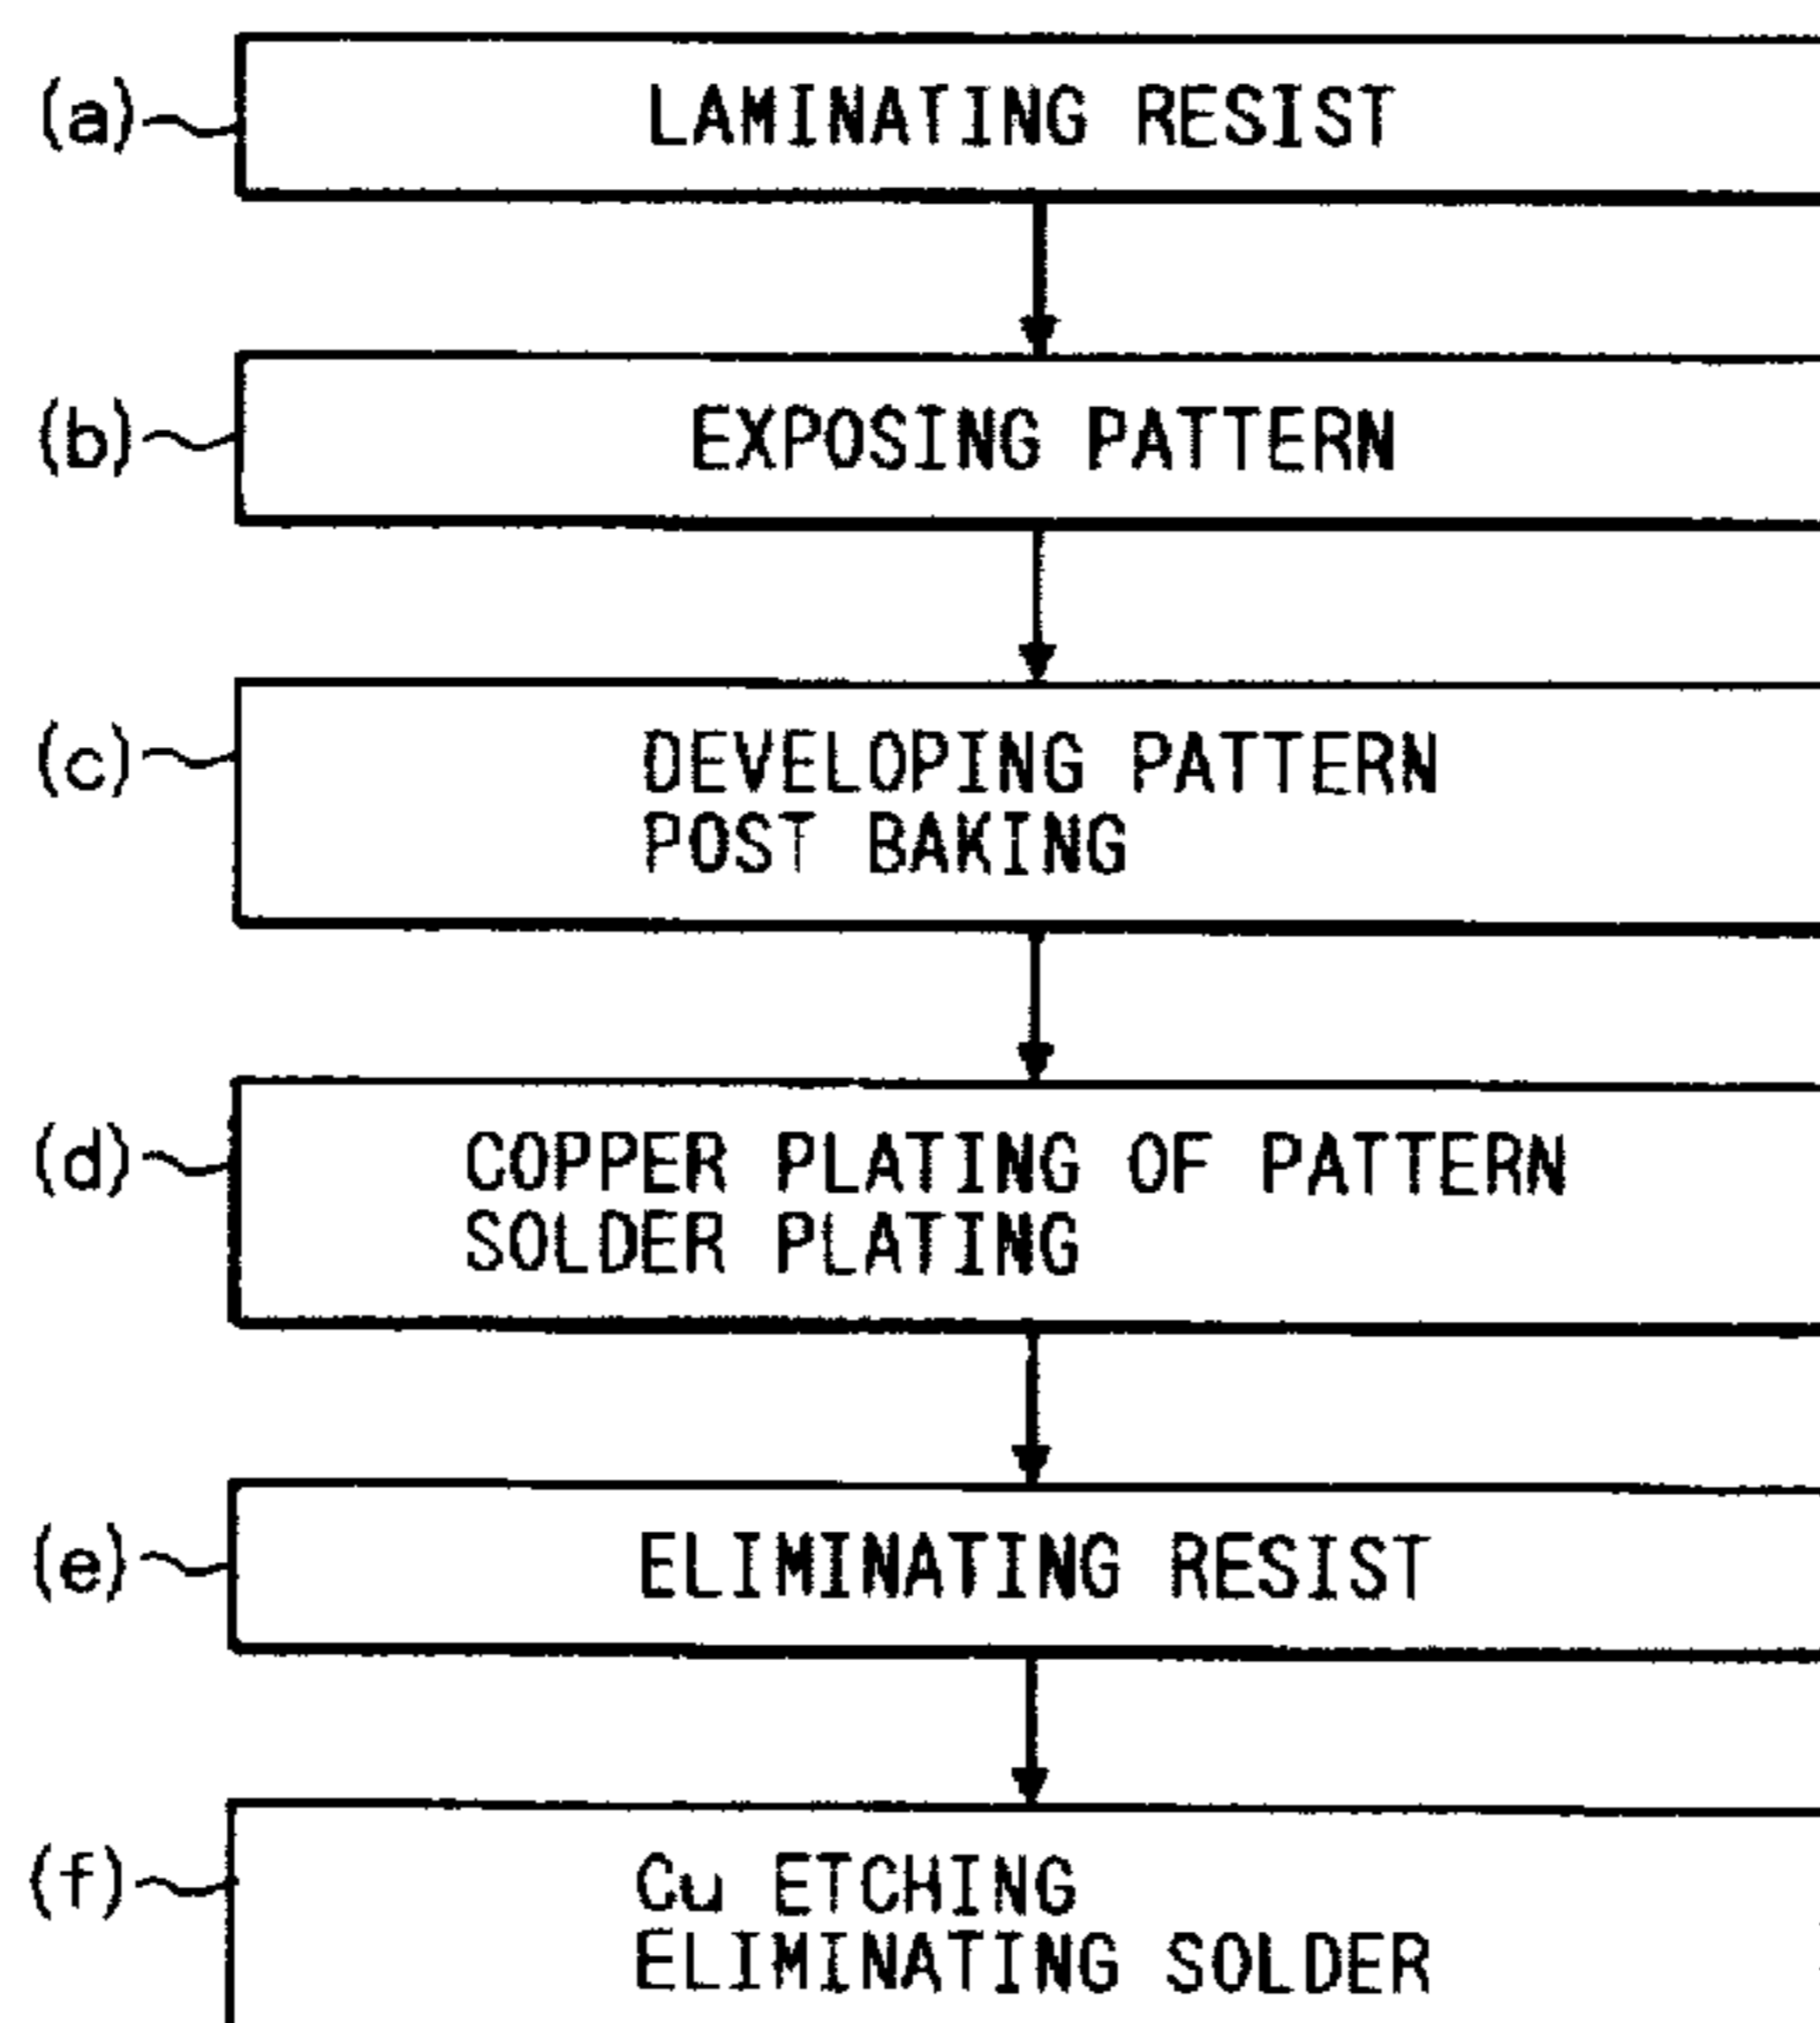 (a) LAMINATING RESIST
(b) EXPOSING PATTERN
(c) DEVELOPING PATTERN
POST BAKING
(d) COPPER PLATING OF PATTERN
SOLDER PLATING
(e) ELIMINATING RESIST
(f) Cu ETCHING
ELIMINATING SOLDER